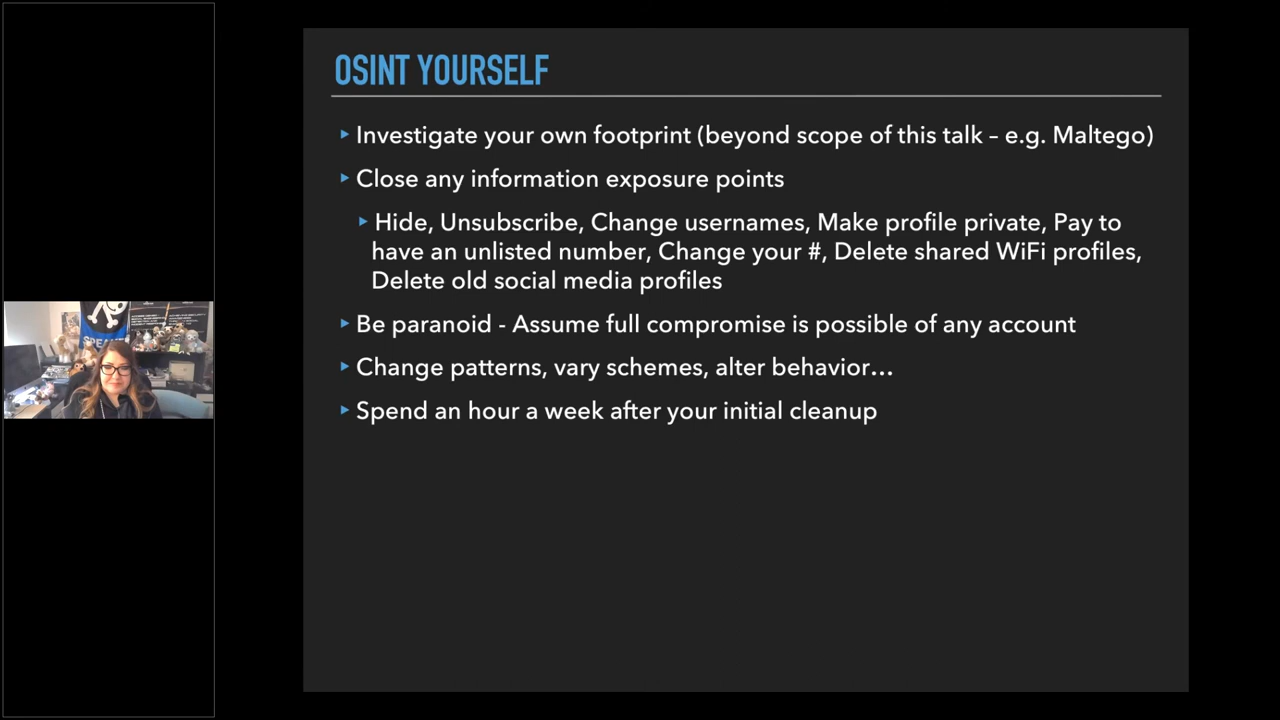 OSINT YOURSELF
‣ Investigate your own footprint (beyond scope of this talk – e.g. Maltego)
‣ Close any information exposure points
‣ Hide, Unsubscribe, Change usernames, Make profile private, Pay to
have an unlisted number, Change your #, Delete shared WiFi profiles,
Delete old social media profiles
‣ Be paranoid - Assume full compromise is possible of any account
‣ Change patterns, vary schemes, alter behavior…
‣ Spend an hour a week after your initial cleanup